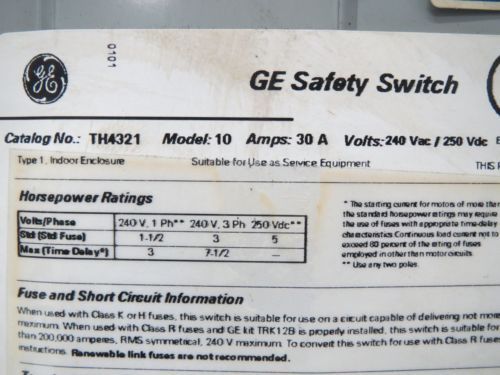 0101
GE
GE Safety Switch
Catalog No.: TH4321 Model: 10 Amps: 30 A Volts: 240 Vac / 250 Vdc
Type 1, Indoor Enclosure Suitable for Use as Service Equipment THIS
Horsepower Ratings
Volts/Phase 240 V, 1 Ph** 240 V, 3 Ph 250 Vdc**
Std (Std Fuse) 1-1/2 3 5
Max (Time Delay*) 3 7-1/2 —
* The starting current for motors of more than
the standard horsepower ratings may require
the use of fuses with appropriate time-delay
characteristics Continuous load current not to
exceed 80 percent of the rating of fuses
employed in other than motor circuits.
** Use any two poles.
Fuse and Short Circuit Information
When used with Class K or H fuses, this switch is suitable for use on a circuit capable of delivering not more
maximum. When used with Class R fuses and GE kit TRK12B is properly installed, this switch is suitable for
than 200,000 amperes, RMS symmetrical, 240 V maximum. To convert this switch for use with Class R fuses
instructions. Renewable link fuses are not recommended.